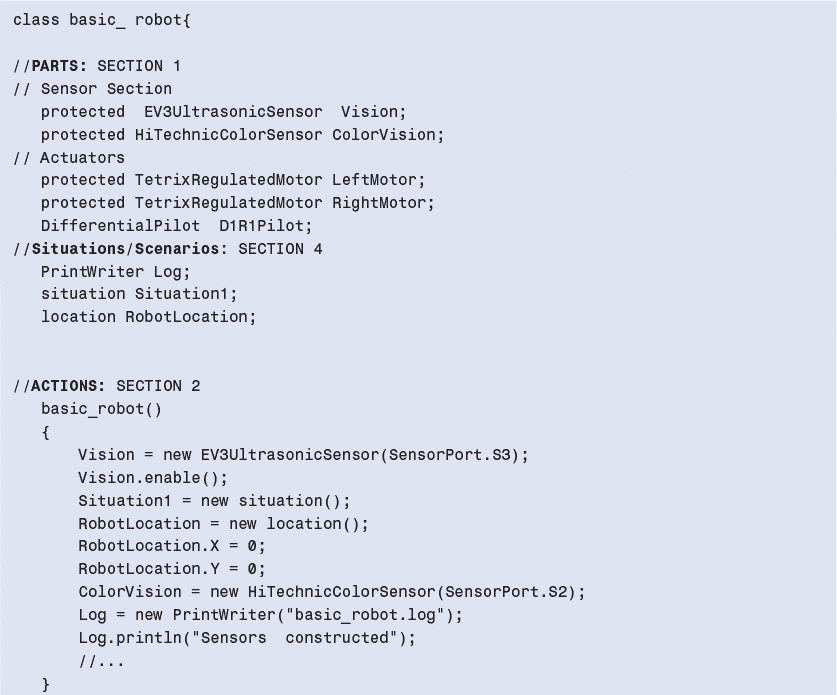 class basic_ robot{
//PARTS: SECTION 1
// Sensor Section
protected  EV3UltrasonicSensor  Vision;
protected HiTechnicColorSensor ColorVision;
// Actuators
protected TetrixRegulatedMotor LeftMotor;
protected TetrixRegulatedMotor RightMotor;
DifferentialPilot  D1R1Pilot;
//Situations/Scenarios: SECTION 4
PrintWriter Log;
situation Situation1;
location RobotLocation;
//ACTIONS: SECTION 2
basic_robot()
{
Vision = new EV3UltrasonicSensor(SensorPort.S3);
Vision.enable();
Situation1 = new situation();
RobotLocation = new location();
RobotLocation.X = 0;
RobotLocation.Y = 0;
ColorVision = new HiTechnicColorSensor(SensorPort.S2);
Log = new PrintWriter("basic_robot.log");
Log.println("Sensors  constructed");
//...
}